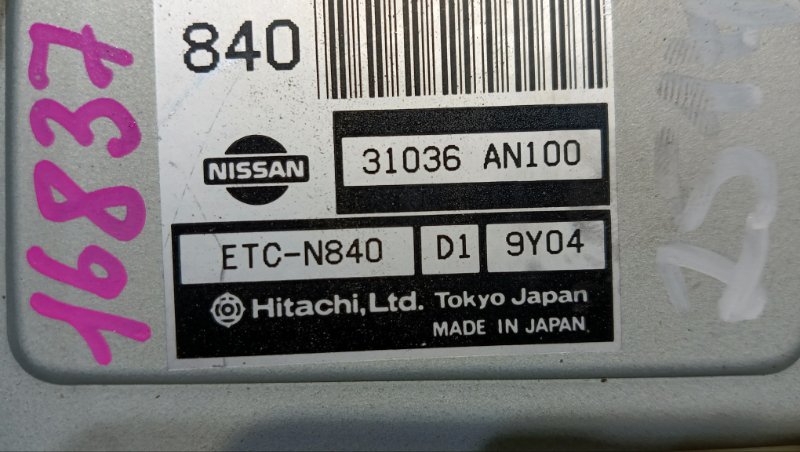 840
NISSAN
31036 AN100
ETC-N840
D1
9Y04
Hitachi, Ltd. Tokyo Japan
MADE IN JAPAN
16837